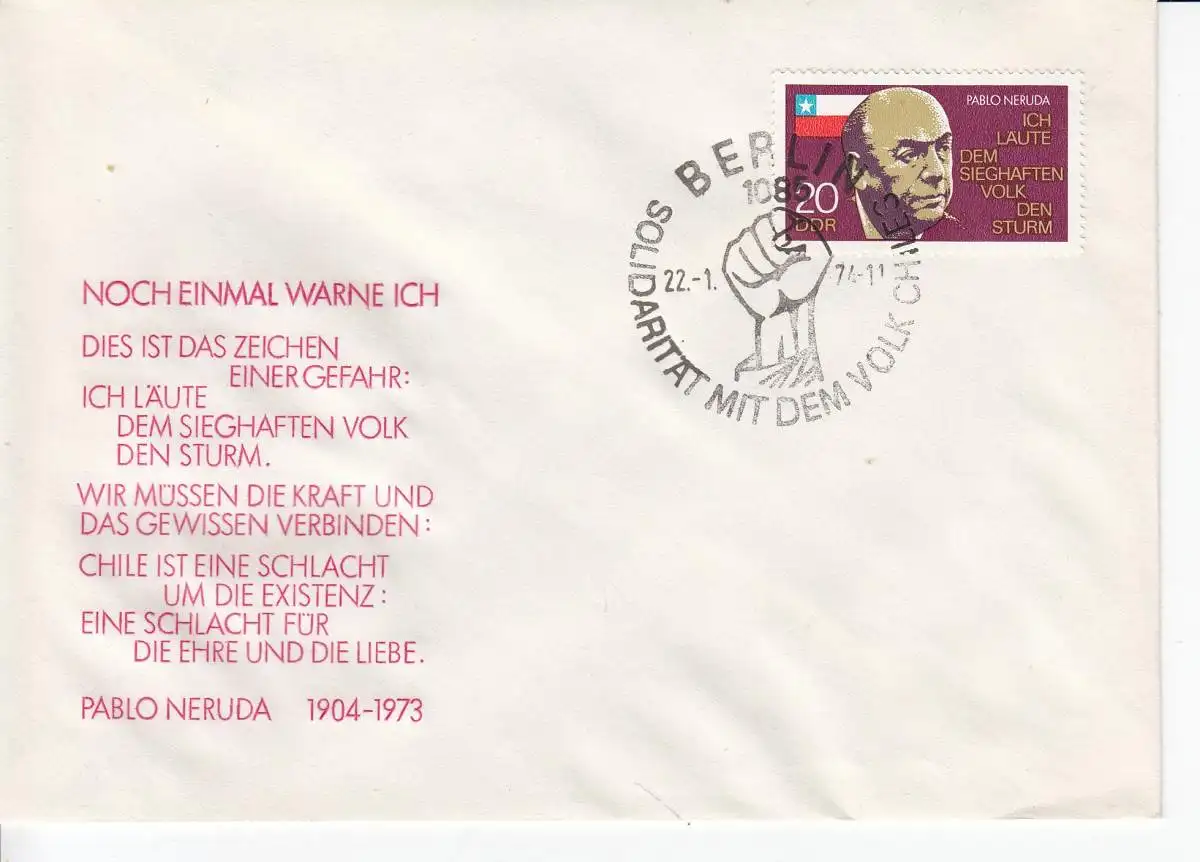 PABLO NERUDA
ICH
LÄUTE
DEM
SIEGHAFTEN
VOLK
DEN
STURM
20
DDR
BERLIN
1085
22.-1.
74-11
SOLIDARITÄT MIT DEM VOLK CHILES
NOCH EINMAL WARNE ICH
DIES IST DAS ZEICHEN
EINER GEFAHR:
ICH LÄUTE
DEM SIEGHAFTEN VOLK
DEN STURM.
WIR MÜSSEN DIE KRAFT UND
DAS GEWISSEN VERBINDEN:
CHILE IST EINE SCHLACHT
UM DIE EXISTENZ:
EINE SCHLACHT FÜR
DIE EHRE UND DIE LIEBE.
PABLO NERUDA 1904-1973